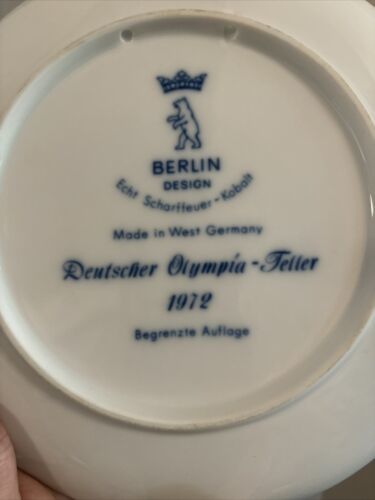 BERLIN
DESIGN
Echt Scharffeuer-Kobalt
Made in West Germany
Deutscher Olympia-Teller
1972
Begrenzte Auflage